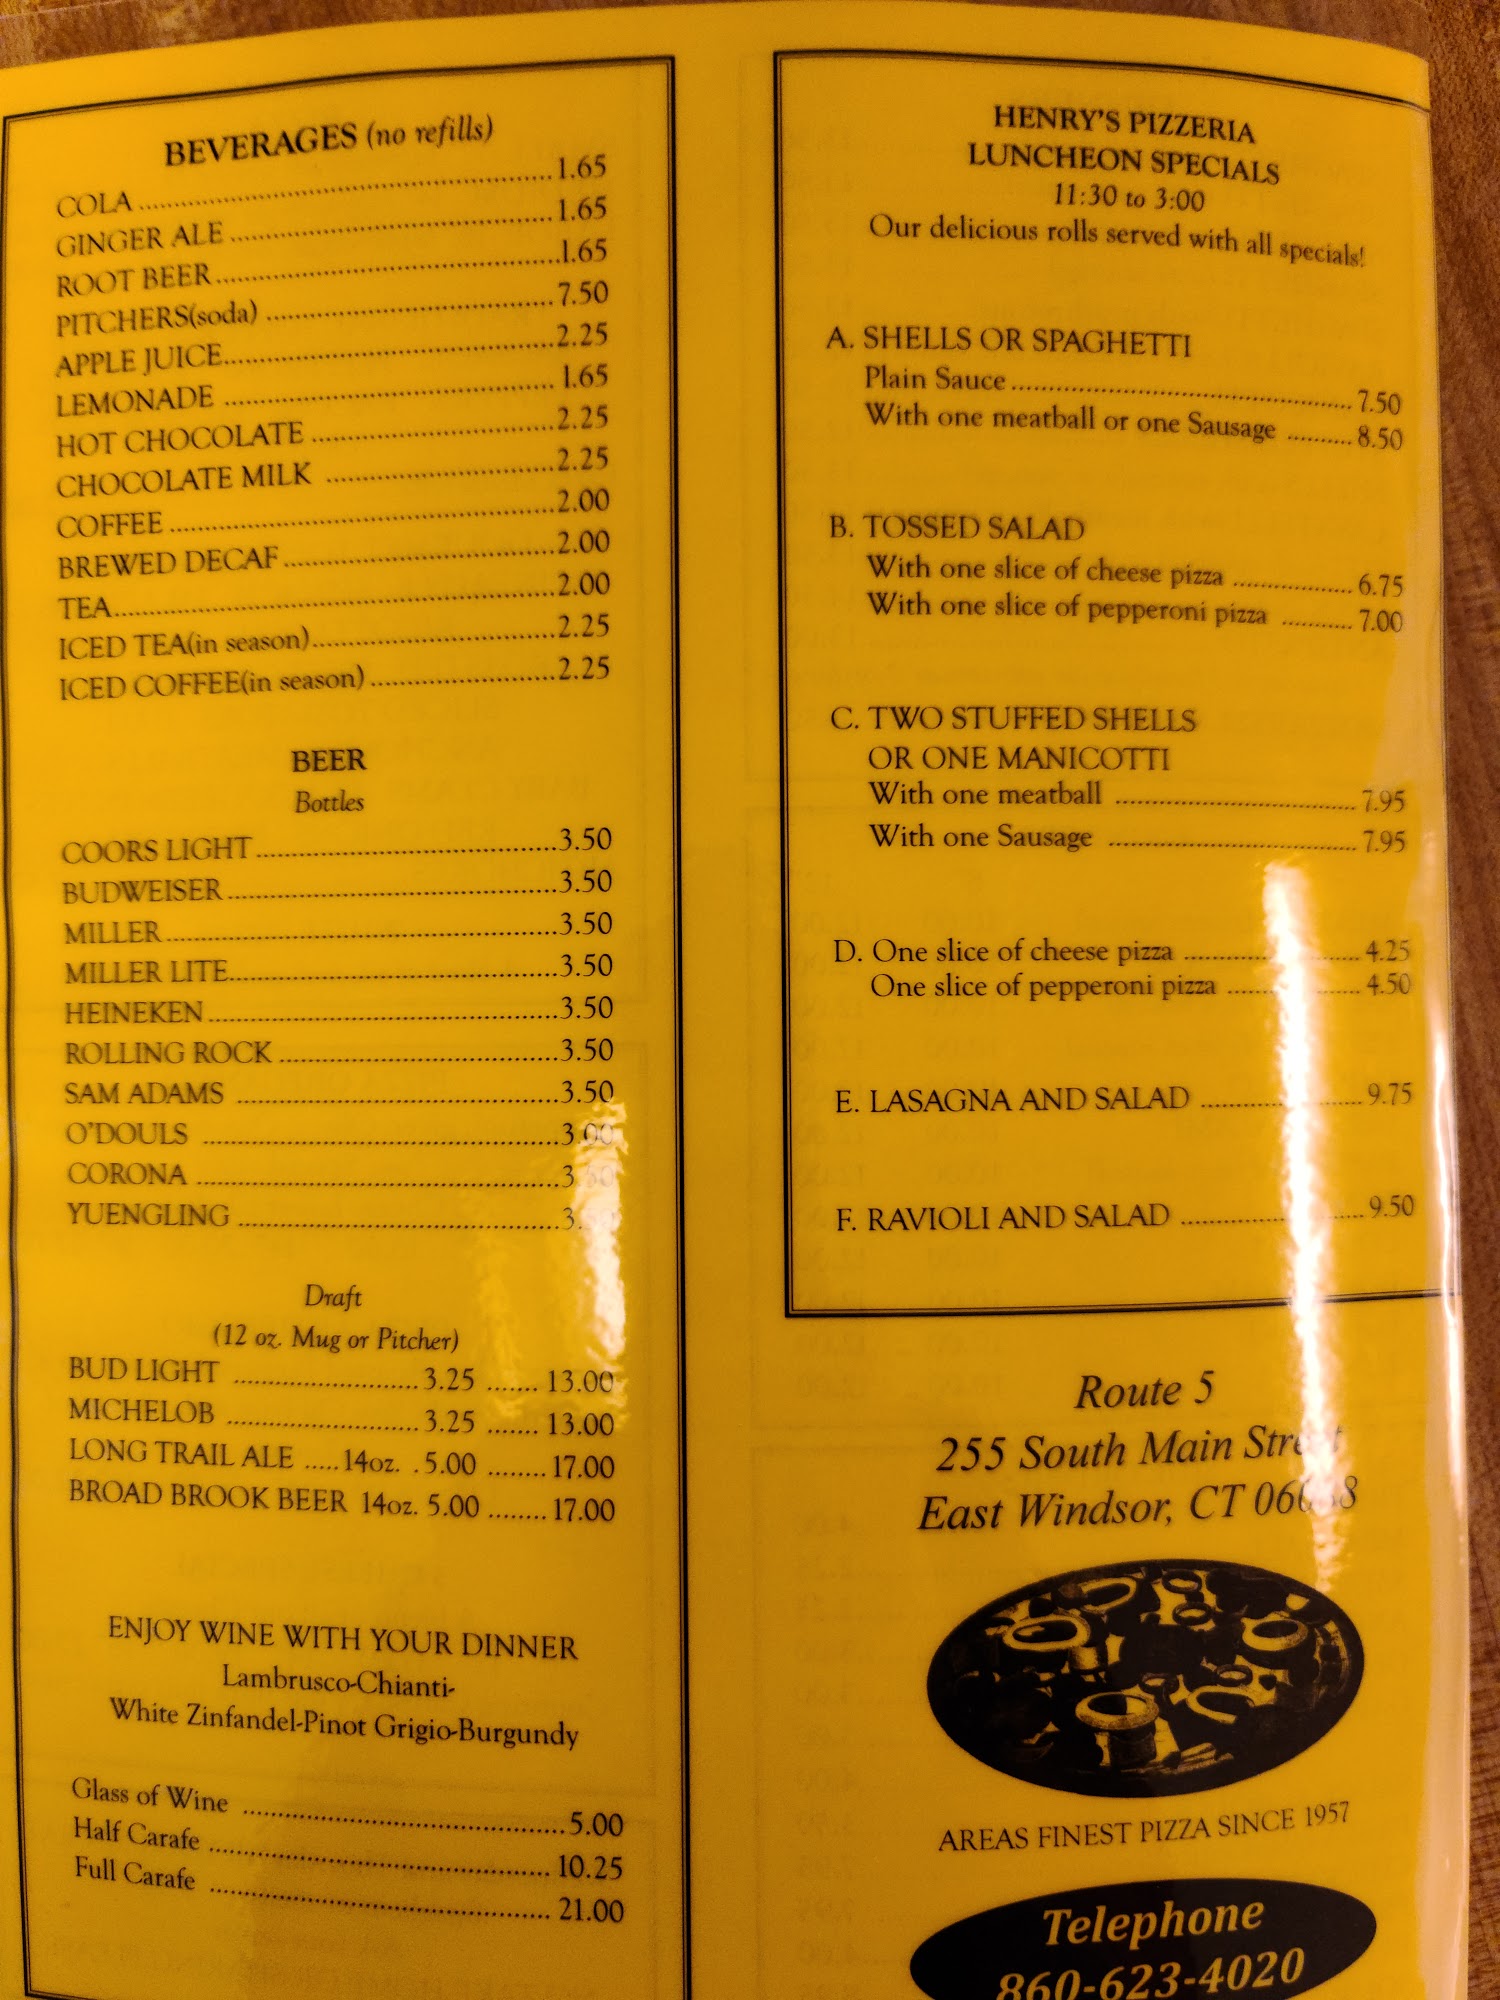 BEVERAGES (no refills)
COLA ........ 1.65
GINGER ALE ........ 1.65
ROOT BEER ........ 1.65
PITCHERS(soda) ........ 7.50
APPLE JUICE ........ 2.25
LEMONADE ........ 1.65
HOT CHOCOLATE ........ 2.25
CHOCOLATE MILK ........ 2.25
COFFEE ........ 2.00
BREWED DECAF ........ 2.00
TEA ........ 2.00
ICED TEA(in season) ........ 2.25
ICED COFFEE(in season) ........ 2.25
BEER
Bottles
COORS LIGHT ........ 3.50
BUDWEISER ........ 3.50
MILLER ........ 3.50
MILLER LITE ........ 3.50
HEINEKEN ........ 3.50
ROLLING ROCK ........ 3.50
SAM ADAMS ........ 3.50
O'DOULS ........ 3.00
CORONA ........ 3.50
YUENGLING ........
Draft
(12 oz. Mug or Pitcher)
BUD LIGHT ........ 3.25 ....... 13.00
MICHELOB ........ 3.25 ....... 13.00
LONG TRAIL ALE ..... 14oz. . 5.00 ........ 17.00
BROAD BROOK BEER 14oz. 5.00 ........ 17.00
ENJOY WINE WITH YOUR DINNER
Lambrusco-Chianti-
White Zinfandel-Pinot Grigio-Burgundy
Glass of Wine ........ 5.00
Half Carafe ........ 10.25
Full Carafe ........ 21.00
HENRY'S PIZZERIA
LUNCHEON SPECIALS
11:30 to 3:00
Our delicious rolls served with all specials!
A. SHELLS OR SPAGHETTI
Plain Sauce ........ 7.50
With one meatball or one Sausage ........ 8.50
B. TOSSED SALAD
With one slice of cheese pizza ........ 6.75
With one slice of pepperoni pizza ........ 7.00
C. TWO STUFFED SHELLS
OR ONE MANICOTTI
With one meatball ........ 7.95
With one Sausage ........ 7.95
D. One slice of cheese pizza ........ 4.25
One slice of pepperoni pizza ........ 4.50
E. LASAGNA AND SALAD ........ 9.75
F. RAVIOLI AND SALAD ........ 9.50
Route 5
255 South Main Street
East Windsor, CT 06088
AREAS FINEST PIZZA SINCE 1957
Telephone
860-623-4020